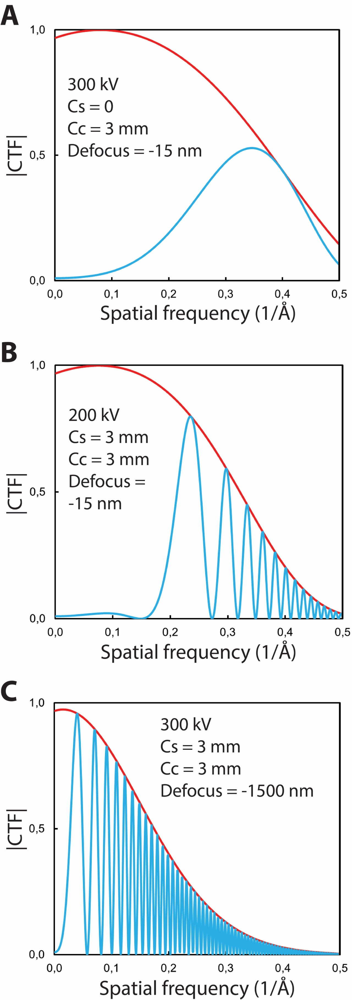 A
1,0
300 kV
Cs = 0
Cc = 3 mm
Defocus = -15 nm
|CTF|
0,5
0,0
0,0 0,1 0,2 0,3 0,4 0,5
Spatial frequency (1/Å)
B
1,0
200 kV
Cs = 3 mm
Cc = 3 mm
Defocus =
-15 nm
|CTF|
0,5
0,0
0,0 0,1 0,2 0,3 0,4 0,5
Spatial frequency (1/Å)
C
1,0
300 kV
Cs = 3 mm
Cc = 3 mm
Defocus = -1500 nm
|CTF|
0,5
0,0
0,0 0,1 0,2 0,3 0,4 0,5
Spatial frequency (1/Å)